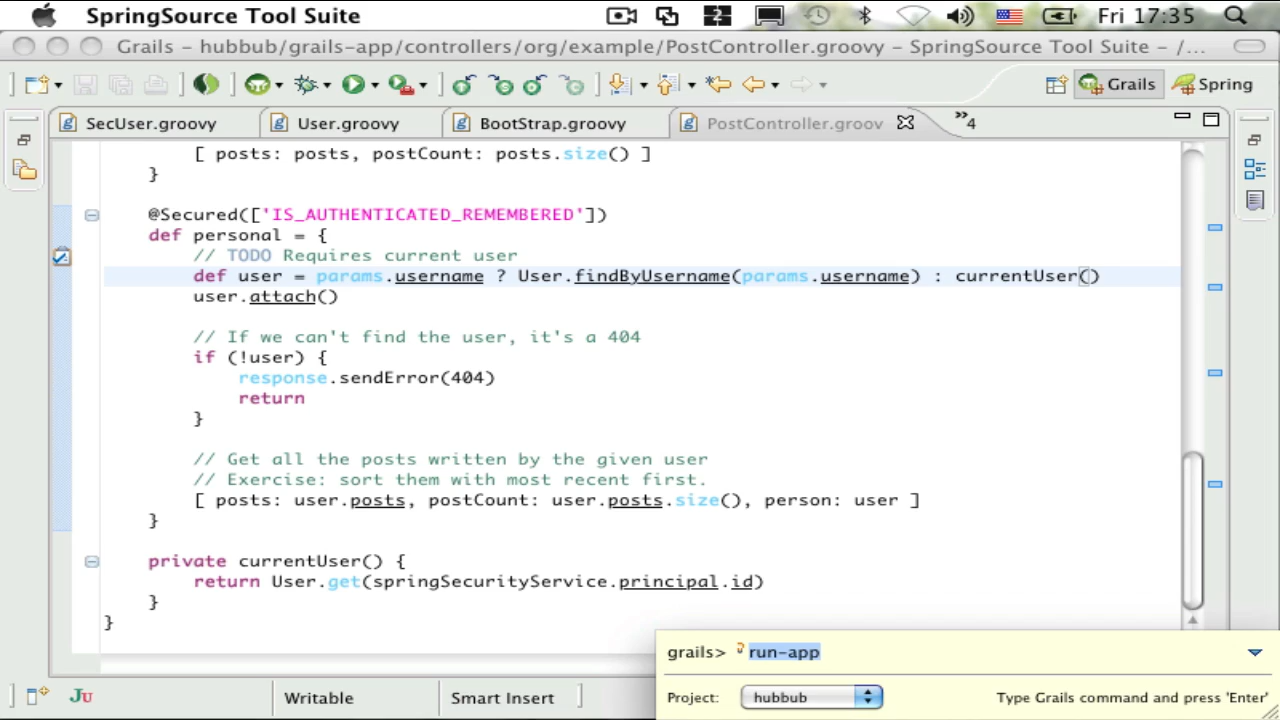 SpringSource Tool Suite
2
Fri 17:35
Grails - hubbub/grails-app/controllers/org/example/PostController.groovy - SpringSource Tool Suite - /...
Grails
Spring
SecUser.groovy
User.groovy
BootStrap.groovy
PostController.groov
»4
[ posts: posts, postCount: posts.size() ]
}
@Secured(['IS_AUTHENTICATED_REMEMBERED'])
def personal = {
// TODO Requires current user
def user = params.username ? User.findByUsername(params.username) : currentUser()
user.attach()
// If we can't find the user, it's a 404
if (!user) {
response.sendError(404)
return
}
// Get all the posts written by the given user
// Exercise: sort them with most recent first.
[ posts: user.posts, postCount: user.posts.size(), person: user ]
}
private currentUser() {
return User.get(springSecurityService.principal.id)
}
}
grails> run-app
Project: hubbub
Type Grails command and press 'Enter'
JU
Writable
Smart Insert